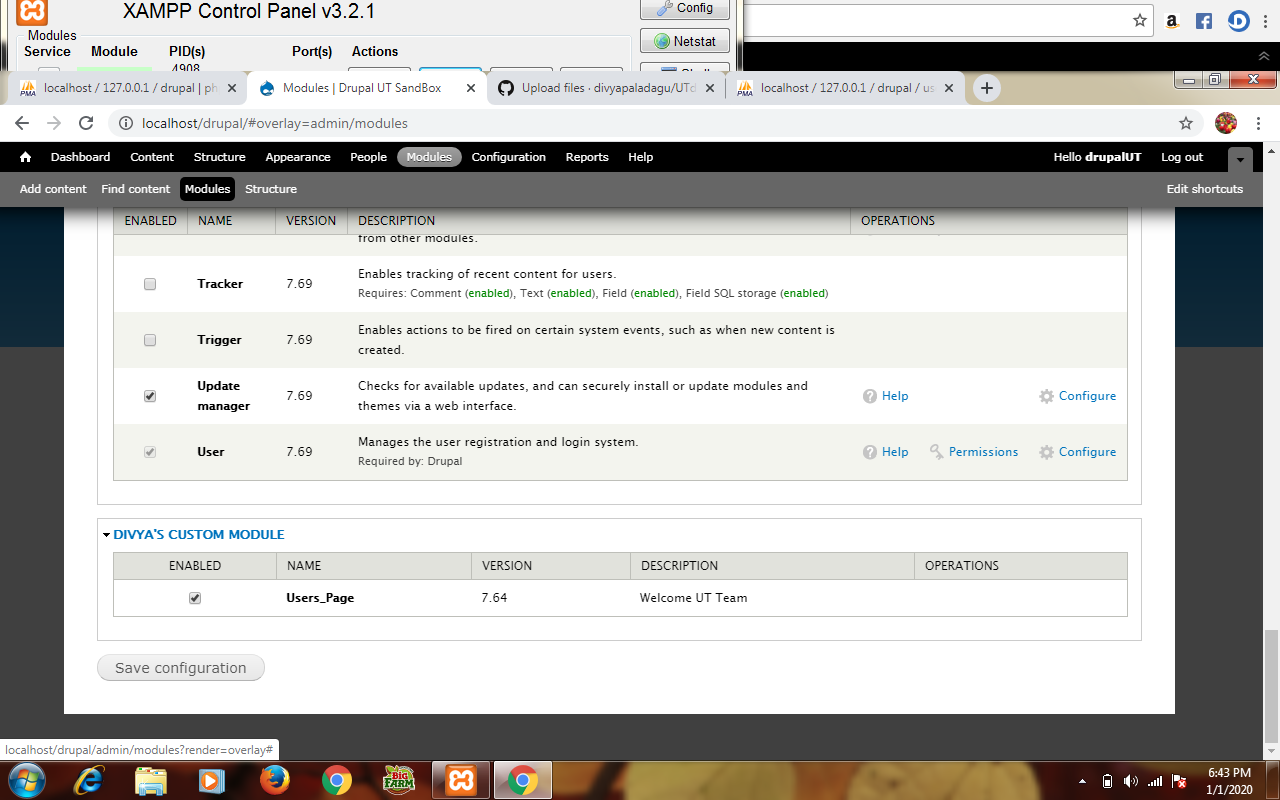 XAMPP Control Panel v3.2.1
Config
Modules
Service Module PID(s) Port(s) Actions
Netstat
4908
localhost / 127.0.0.1 / drupal | ph
Modules | Drupal UT SandBox
Upload files · divyapaladagu/UTd
localhost / 127.0.0.1 / drupal / us
localhost/drupal/#overlay=admin/modules
Dashboard Content Structure Appearance People Modules Configuration Reports Help Hello drupalUT Log out
Add content Find content Modules Structure Edit shortcuts
ENABLED NAME VERSION DESCRIPTION OPERATIONS
from other modules.
Tracker 7.69 Enables tracking of recent content for users.
Requires: Comment (enabled), Text (enabled), Field (enabled), Field SQL storage (enabled)
Trigger 7.69 Enables actions to be fired on certain system events, such as when new content is
created.
Update
manager 7.69 Checks for available updates, and can securely install or update modules and
themes via a web interface. Help Configure
User 7.69 Manages the user registration and login system.
Required by: Drupal Help Permissions Configure
DIVYA'S CUSTOM MODULE
ENABLED NAME VERSION DESCRIPTION OPERATIONS
Users_Page 7.64 Welcome UT Team
Save configuration
localhost/drupal/admin/modules?render=overlay#
BIG FARM
6:43 PM
1/1/2020